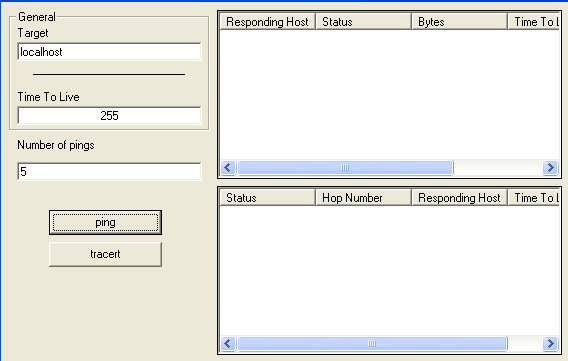 General
Target
localhost
Time To Live
255
Number of pings
5
ping
tracert
Responding Host Status Bytes Time To L
Status Hop Number Responding Host Time To L